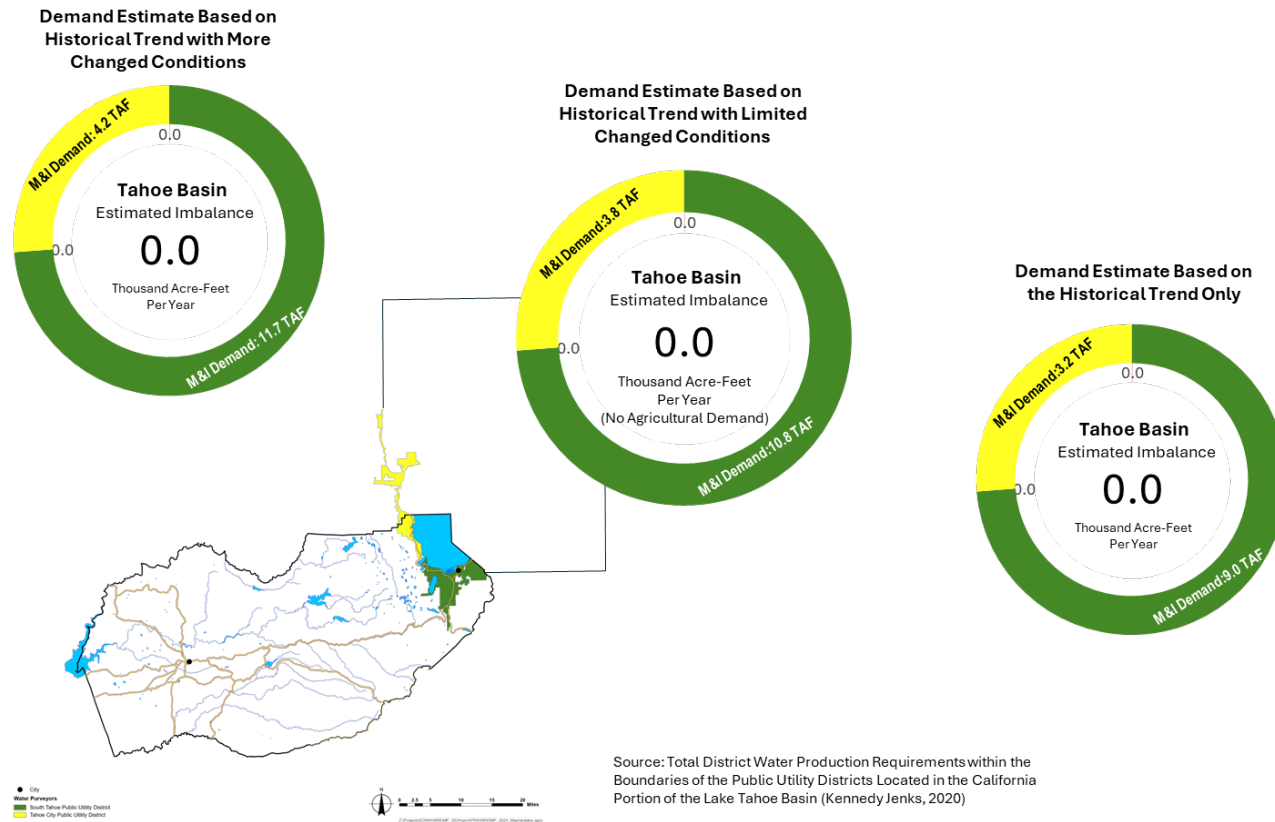 Demand Estimate Based on
Historical Trend with More
Changed Conditions
M&I Demand: 4.2 TAF
0.0
Tahoe Basin
Estimated Imbalance
0.0
0.0
Thousand Acre-Feet
Per Year
M&I Demand: 11.7 TAF
Demand Estimate Based on
Historical Trend with Limited
Changed Conditions
M&I Demand:3.8 TAF
0.0
Tahoe Basin
Estimated Imbalance
0.0
0.0
Thousand Acre-Feet
Per Year
(No Agricultural Demand)
M&I Demand:10.8 TAF
Demand Estimate Based on
the Historical Trend Only
M&I Demand:3.2 TAF
0.0
Tahoe Basin
Estimated Imbalance
0.0
0.0
Thousand Acre-Feet
Per Year
M&I Demand:9.0 TAF
Source: Total District Water Production Requirements within the
Boundaries of the Public Utility Districts Located in the California
Portion of the Lake Tahoe Basin (Kennedy Jenks, 2020)
City
Water Purveyors
South Tahoe Public Utility District
Tahoe City Public Utility District
N
0 2.5 5 10 15 20
Miles